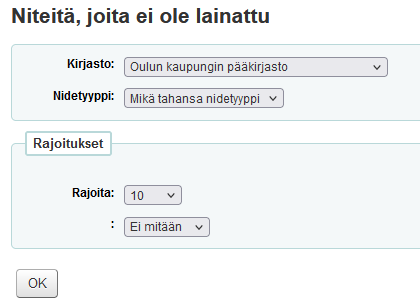 Niteitä, joita ei ole lainattu
Kirjasto: Oulun kaupungin pääkirjasto
Nidetyyppi: Mikä tahansa nidetyyppi
Rajoitukset
Rajoita: 10
: Ei mitään
OK